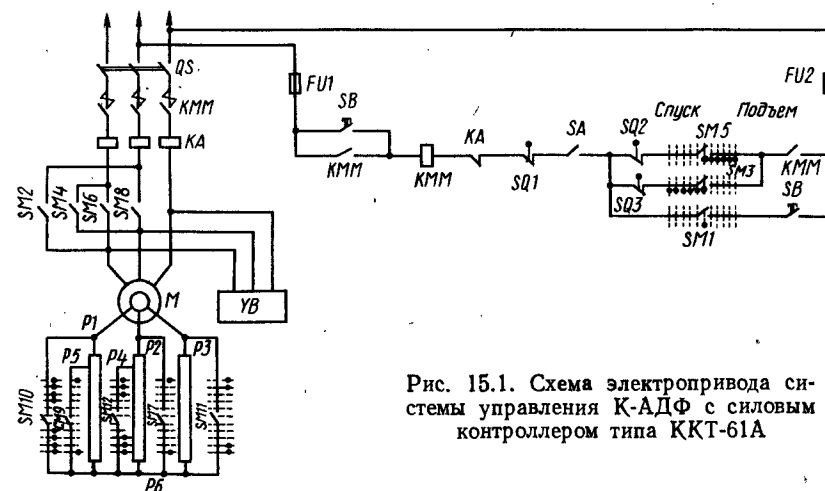 QS
KMM
KA
SM2
SM4
SM6
SM8
M
YB
P1
P5
P4
P2
P3
SM10
SM9
SM12
SM7
SM11
P6
FU1
SB
KMM
KMM
KA
SQ1
SA
SQ2
SQ3
Спуск
Подъем
SM5
SM3
SM1
FU2
KMM
SB
Рис. 15.1. Схема электропривода си-
стемы управления К-АДФ с силовым
контроллером типа ККТ-61А